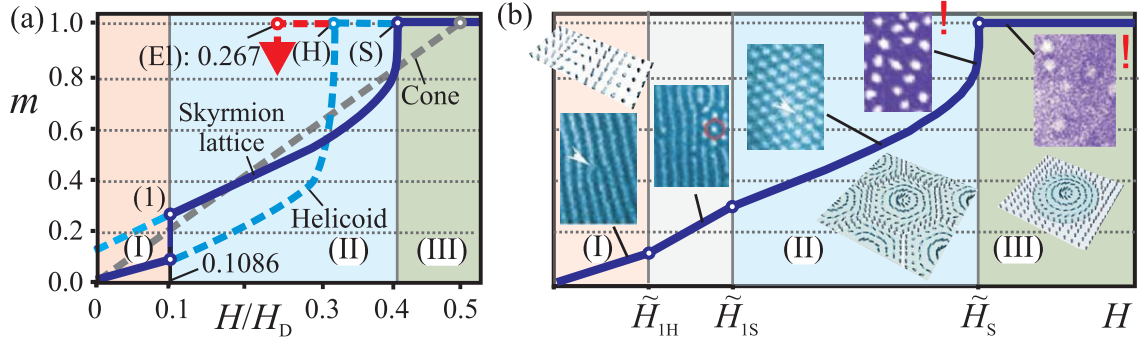 (a)
1.0
0.8
0.6
0.4
0.2
0.0
m
(El): 0.267
(H)
(S)
Cone
Skyrmion
lattice
(1)
Helicoid
(I)
(II)
(III)
0.1086
0
0.1
0.3
0.4
0.5
H/H_D
(b)
!
!
(I)
(II)
(III)
H̃_1H
H̃_1S
H̃_S
H